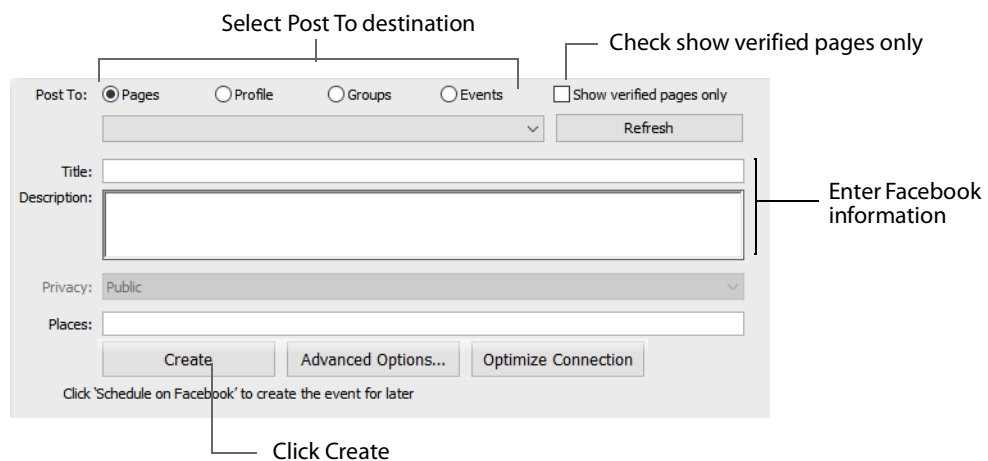 Select Post To destination
Check show verified pages only
Post To: Pages Profile Groups Events Show verified pages only
Refresh
Title:
Description:
Enter Facebook
information
Privacy: Public
Places:
Create Advanced Options... Optimize Connection
Click 'Schedule on Facebook' to create the event for later
Click Create